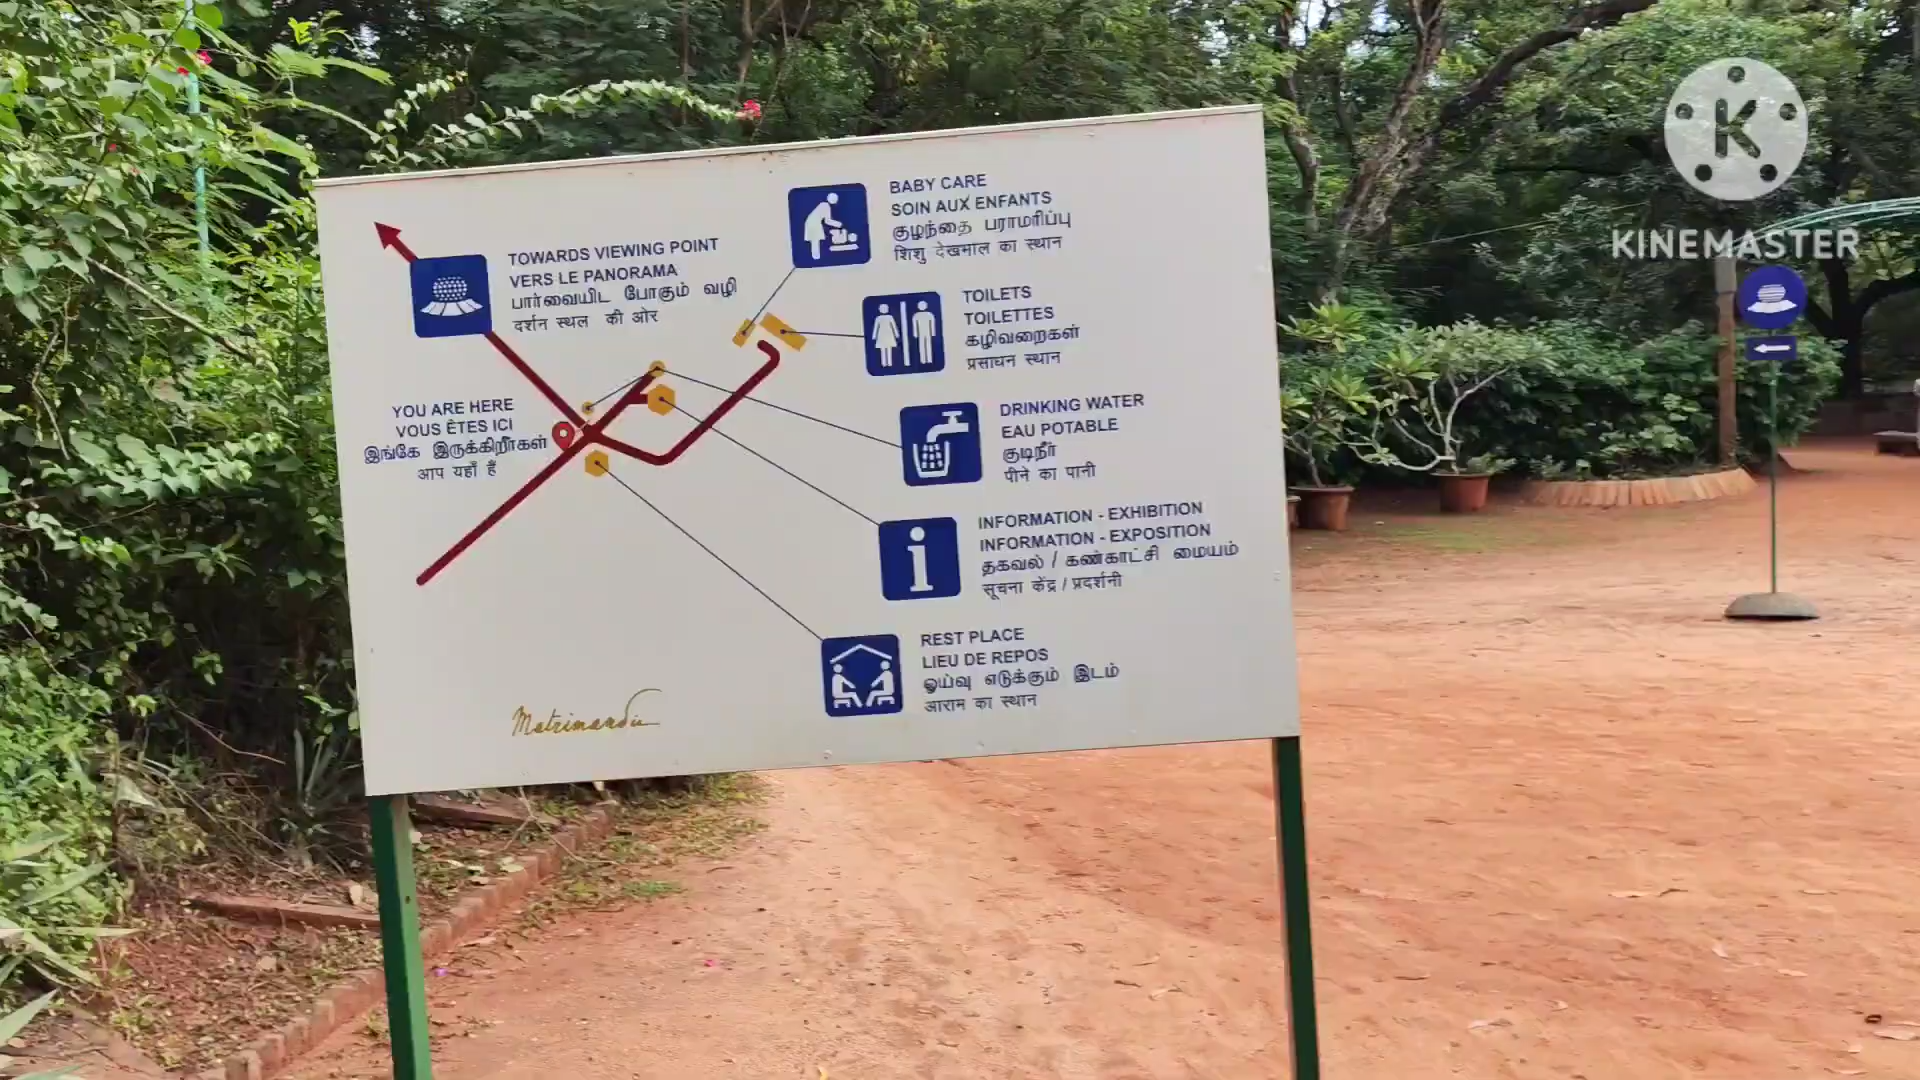 TOWARDS VIEWING POINT
VERS LE PANORAMA
பார்வையிட போகும் வழி
दर्शन स्थल की ओर
YOU ARE HERE
VOUS ÊTES ICI
இங்கே இருக்கிறீர்கள்
आप यहाँ हैं
BABY CARE
SOIN AUX ENFANTS
குழந்தை பராமரிப்பு
शिशु देखभाल का स्थान
TOILETS
TOILETTES
கழிவறைகள்
प्रसाधन स्थान
DRINKING WATER
EAU POTABLE
குடிநீர்
पीने का पानी
INFORMATION - EXHIBITION
INFORMATION - EXPOSITION
தகவல் / கண்காட்சி மையம்
सूचना केंद्र / प्रदर्शनी
REST PLACE
LIEU DE REPOS
ஓய்வு எடுக்கும் இடம்
आराम का स्थान
Matrimandir
K
KINEMASTER